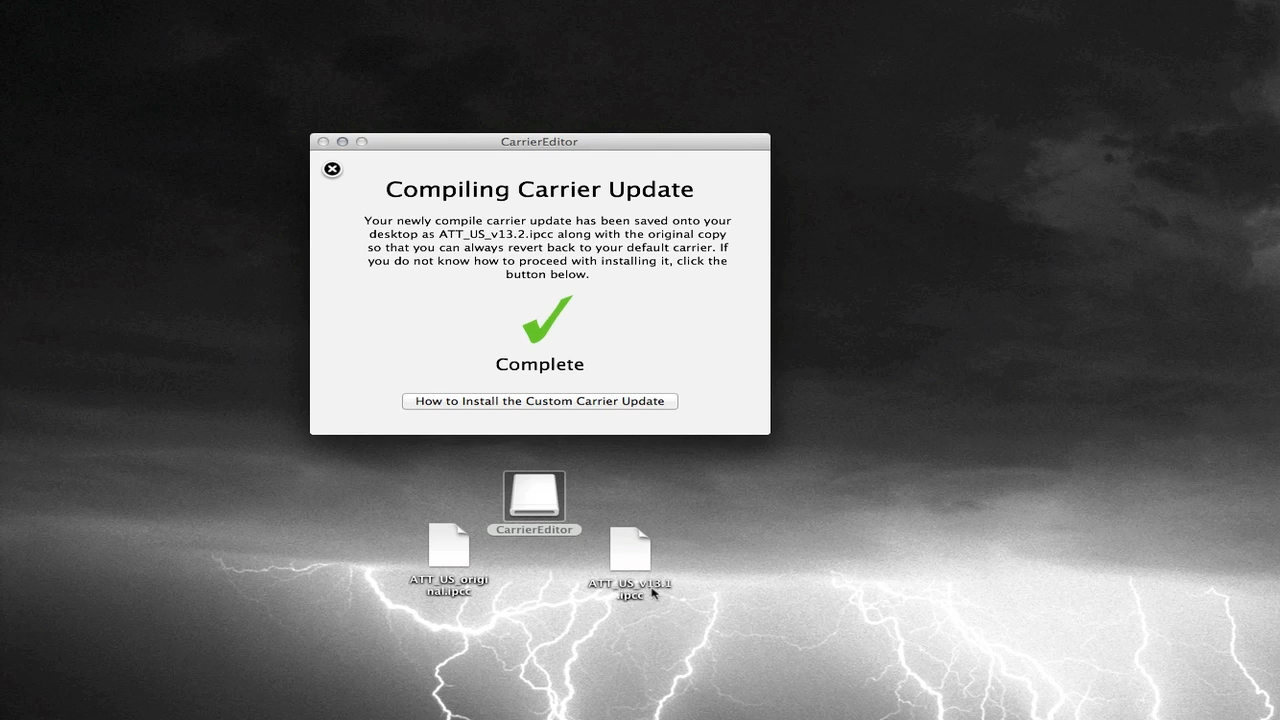 CarrierEditor
Compiling Carrier Update
Your newly compile carrier update has been saved onto your
desktop as ATT_US_v13.2.ipcc along with the original copy
so that you can always revert back to your default carrier. If
you do not know how to proceed with installing it, click the
button below.
Complete
How to Install the Custom Carrier Update
CarrierEditor
ATT_US_origi
nal.ipcc
ATT_US_v13.1
.ipcc